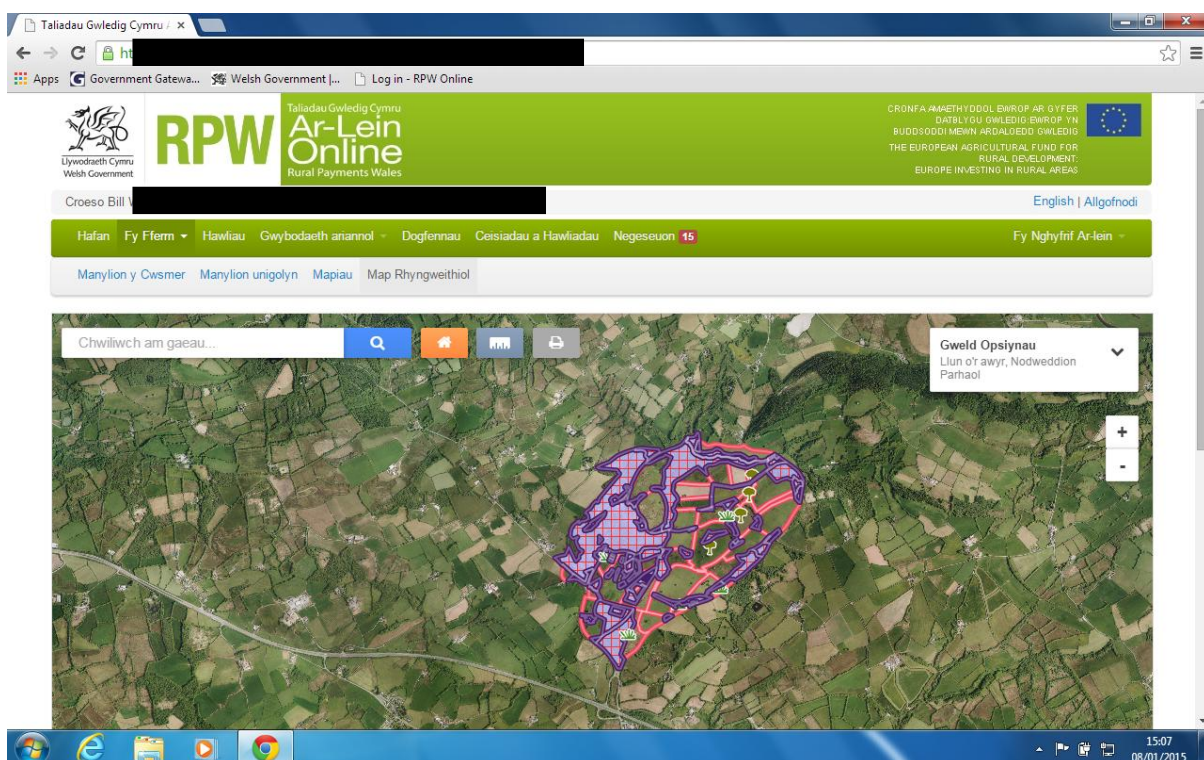 Taliadau Gwledig Cymru /
ht
Apps
Government Gatewa...
Welsh Government |...
Log in - RPW Online
Llywodraeth Cymru
Welsh Government
RPW
Taliadau Gwledig Cymru
Ar-Lein
Online
Rural Payments Wales
CRONFA AMAETHYDDOL EWROP AR GYFER
DATBLYGU GWLEDIG:EWROP YN
BUDDSODDI MEWN ARDALOEDD GWLEDIG
THE EUROPEAN AGRICULTURAL FUND FOR
RURAL DEVELOPMENT:
EUROPE INVESTING IN RURAL AREAS
Croeso Bill
English | Allgofnodi
Hafan Fy Fferm Hawliau Gwybodaeth ariannol Dogfennau Ceisiadau a Hawliadau Negeseuon 15
Fy Nghyfrif Ar-lein
Manylion y Cwsmer Manylion unigolyn Mapiau Map Rhyngweithiol
Chwiliwch am gaeau...
Gweld Opsiynau
Llun o'r awyr, Nodweddion
Parhaol
+
-
15:07
08/01/2015